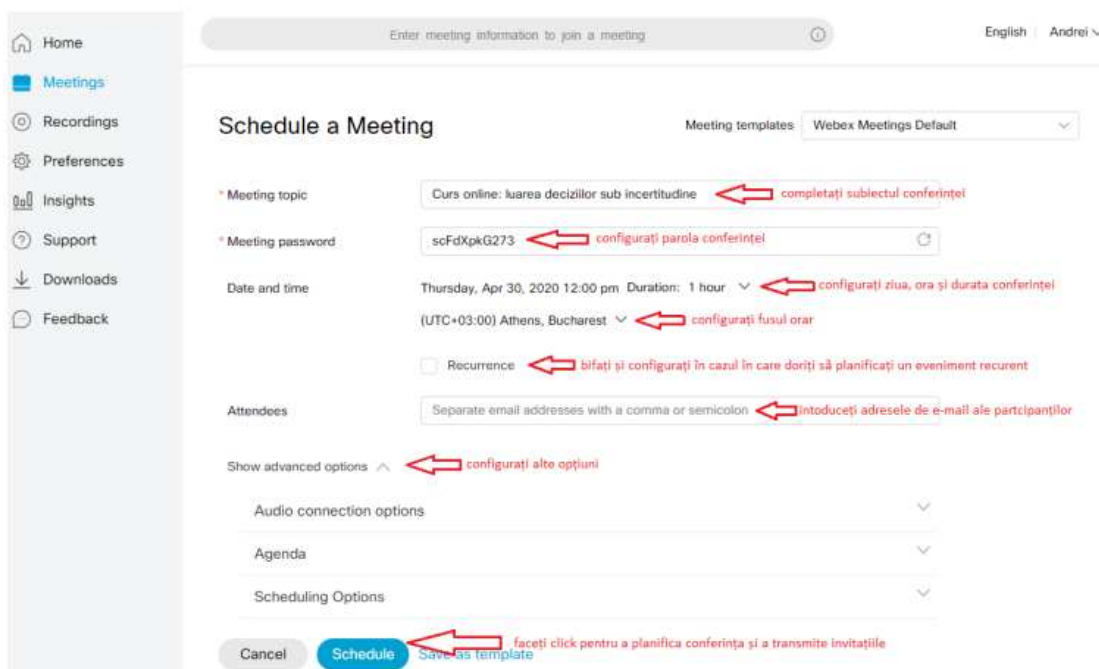 Enter meeting information to join a meeting
English Andrei
Home
Meetings
Recordings
Preferences
Insights
Support
Downloads
Feedback
Schedule a Meeting
Meeting templates Webex Meetings Default
* Meeting topic Curs online: luarea deciziilor sub incertitudine completați subiectul conferinței
* Meeting password scFdXpkG273 configurați parola conferinței
Date and time Thursday, Apr 30, 2020 12:00 pm Duration: 1 hour configurați ziua, ora și durata conferinței
(UTC+03:00) Athens, Bucharest configurați fusul orar
Recurrence bifați și configurați în cazul în care doriți să planificați un eveniment recurent
Attendees Separate email addresses with a comma or semicolon intoduceți adresele de e-mail ale partcipanților
Show advanced options configurați alte opțiuni
Audio connection options
Agenda
Scheduling Options
Cancel Schedule Save as template faceți click pentru a planifica conferința și a transmite invitațiile